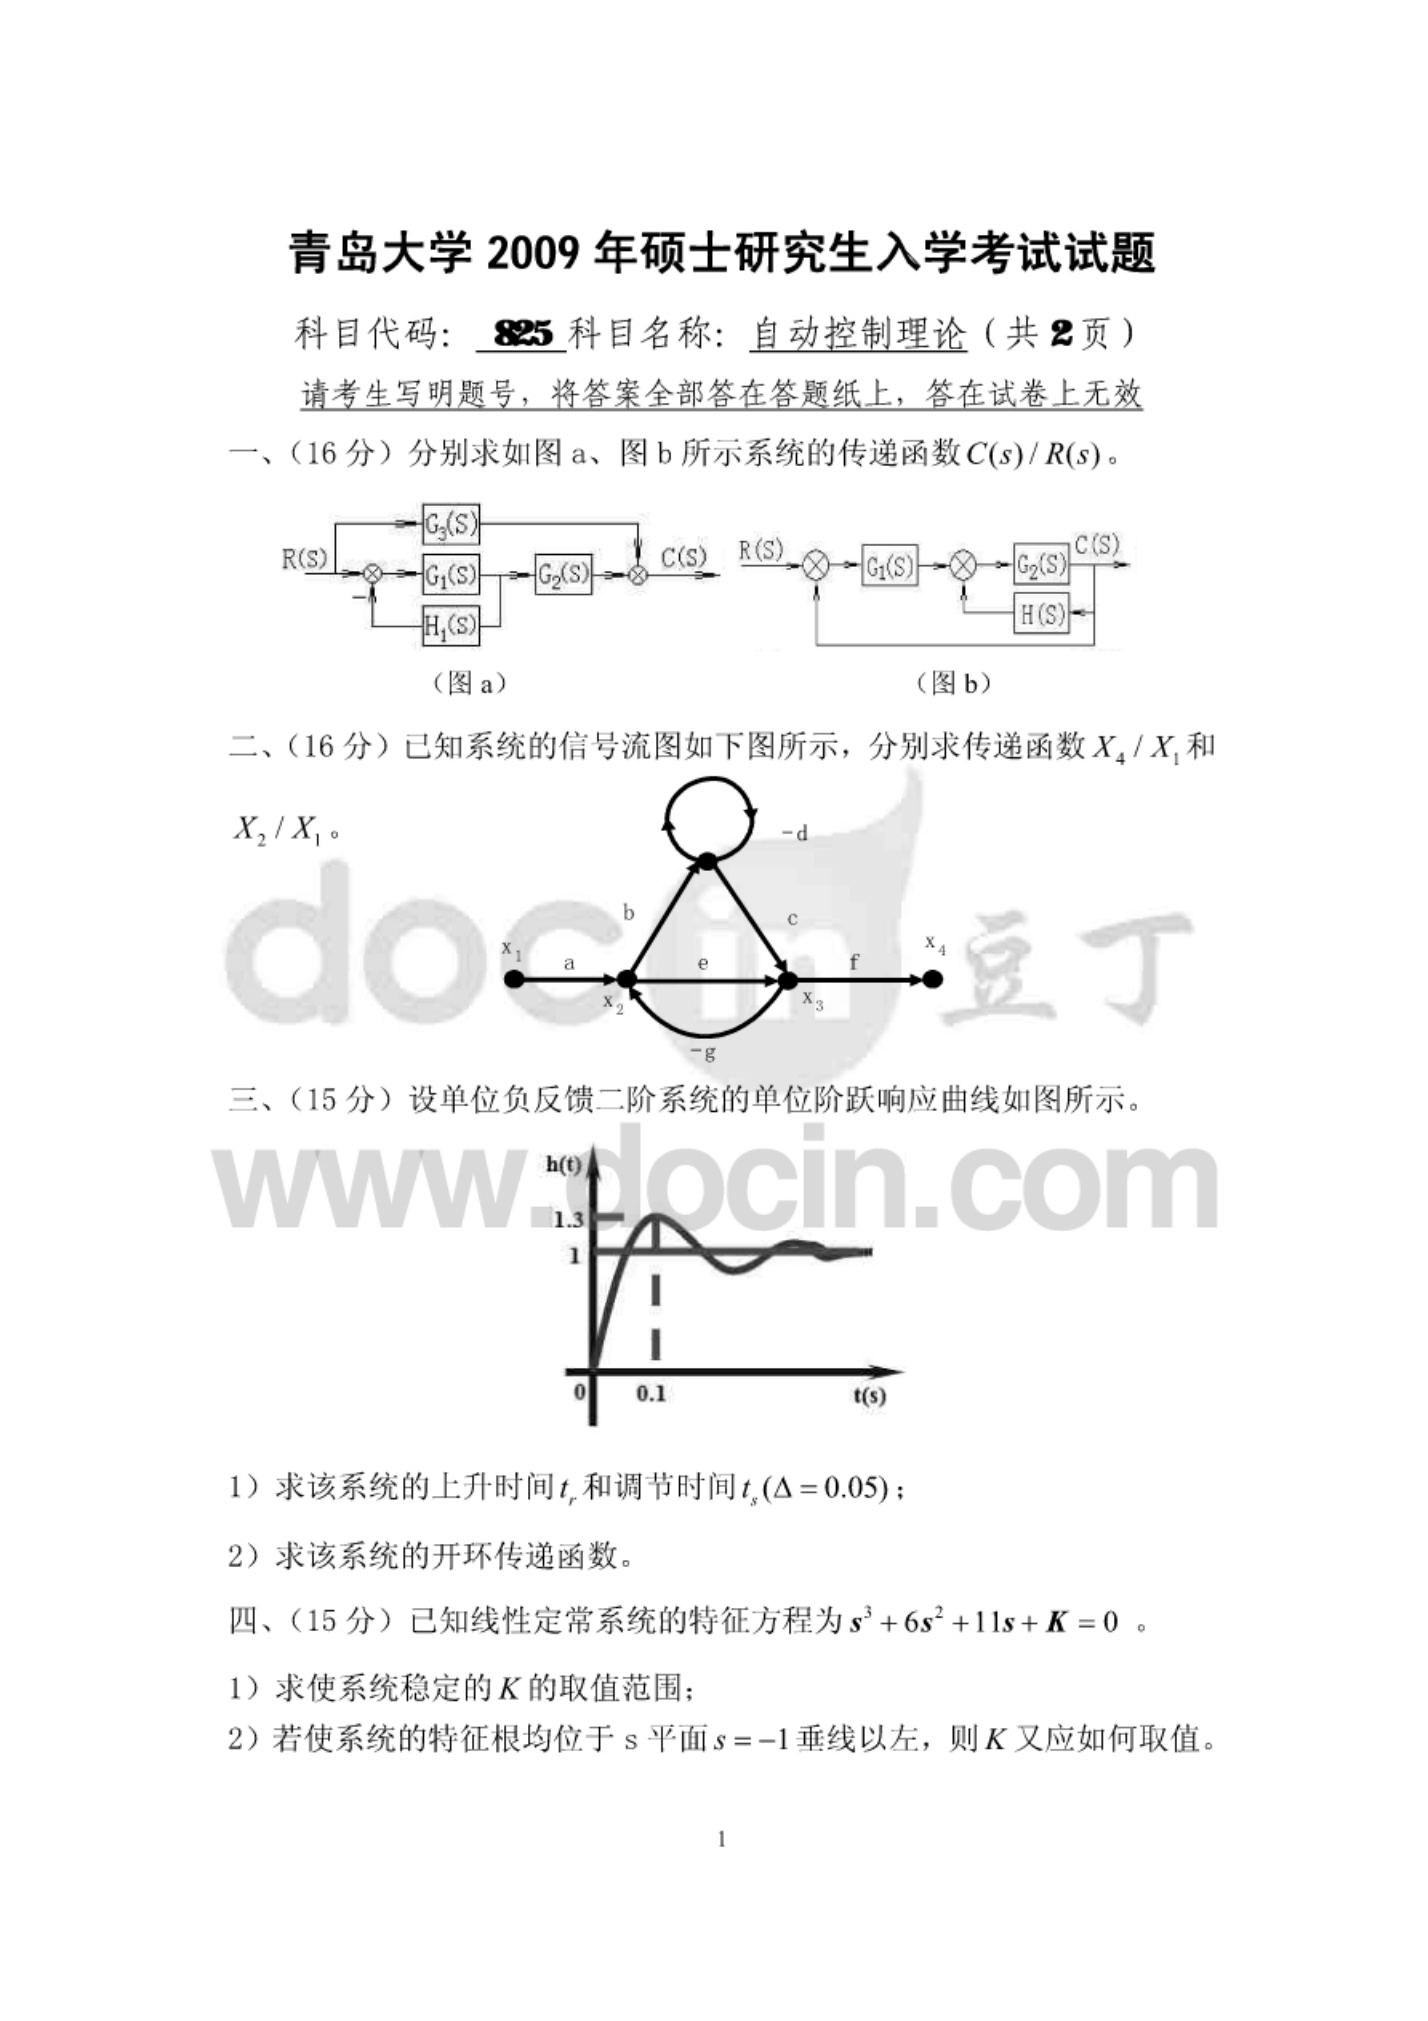 青岛大学 2009 年硕士研究生入学考试试题
科目代码： 825 科目名称：自动控制理论（共 2 页）
请考生写明题号，将答案全部答在答题纸上，答在试卷上无效
一、（16 分）分别求如图 a、图 b 所示系统的传递函数 C(s) / R(s) 。
R(S) G₃(S) G₁(S) G₂(S) H₁(S) C(S) −
R(S) G₁(S) G₂(S) H(S) C(S)
（图 a）
（图 b）
二、（16 分）已知系统的信号流图如下图所示，分别求传递函数 X₄ / X₁ 和
X₂ / X₁ 。
-d
b
c
x₁
a
e
f
x₄
x₂
x₃
-g
三、（15 分）设单位负反馈二阶系统的单位阶跃响应曲线如图所示。
h(t)
1.3
1
0
0.1
t(s)
1）求该系统的上升时间 tᵣ 和调节时间 tₛ (Δ = 0.05)；
2）求该系统的开环传递函数。
四、（15 分）已知线性定常系统的特征方程为 s³ + 6s² + 11s + K = 0 。
1）求使系统稳定的 K 的取值范围；
2）若使系统的特征根均位于 s 平面 s = −1 垂线以左，则 K 又应如何取值。
1
docin 豆丁
www.docin.com